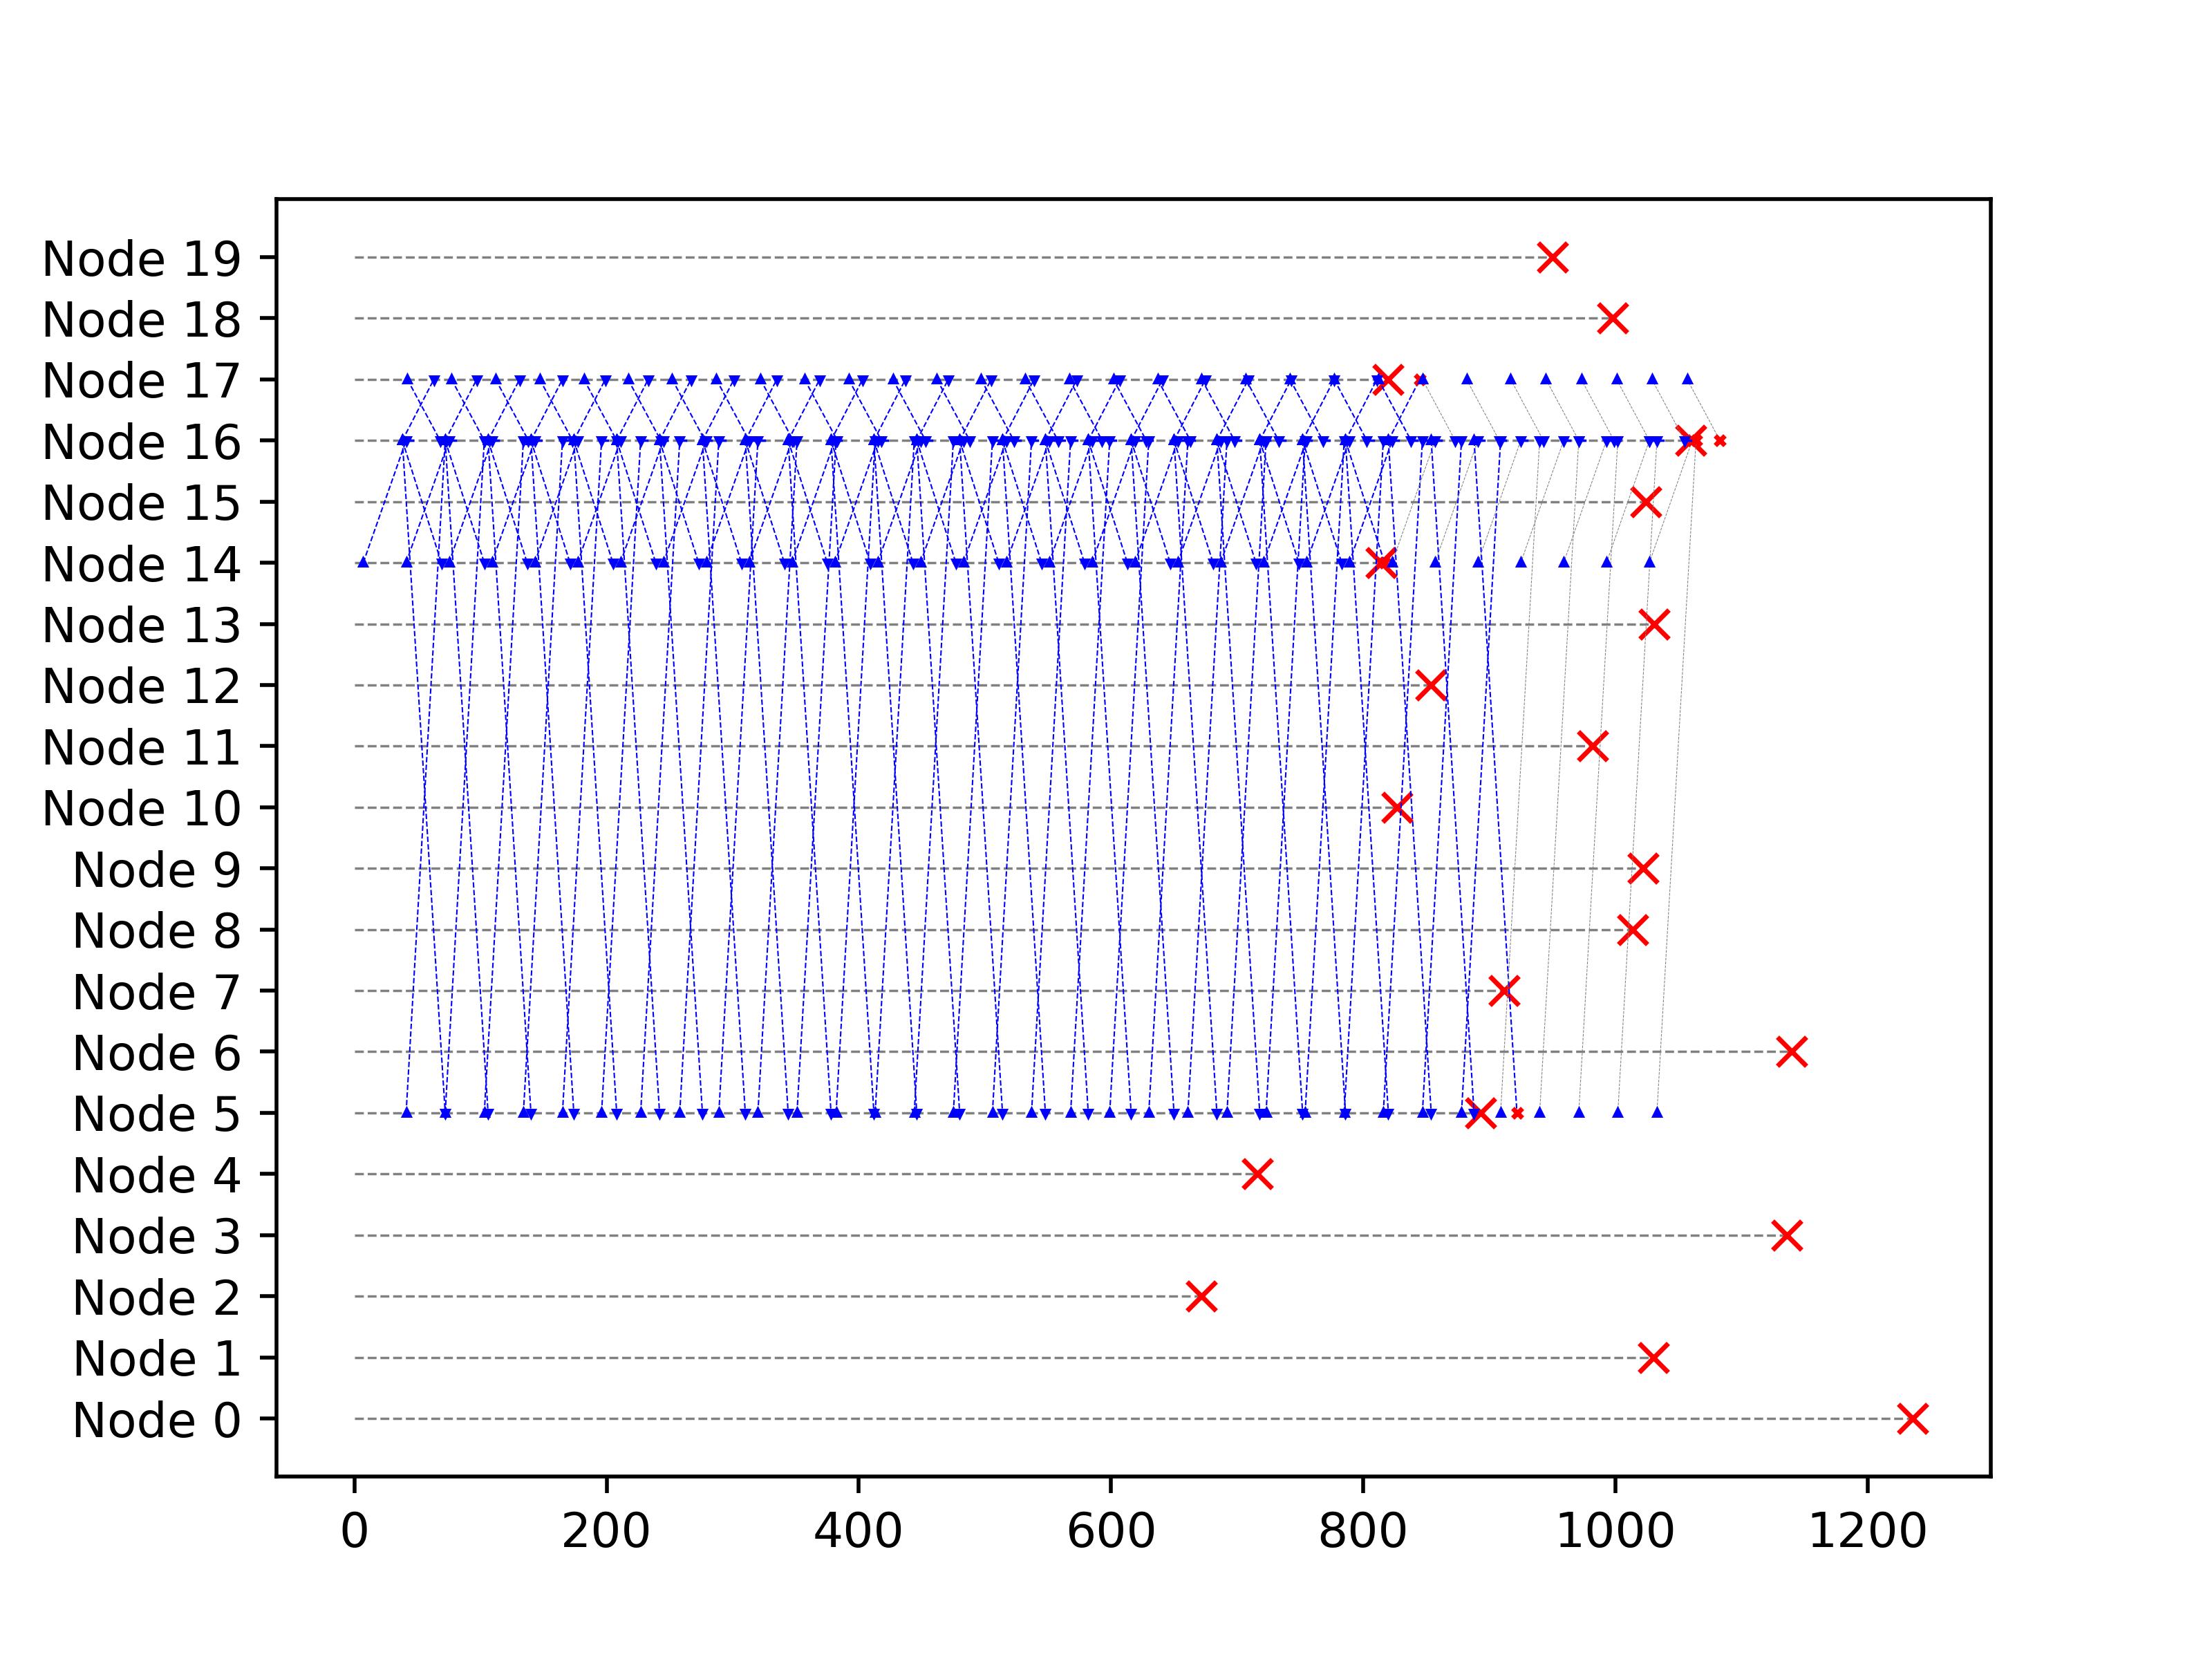 Node 19
Node 18
Node 17
Node 16
Node 15
Node 14
Node 13
Node 12
Node 11
Node 10
Node 9
Node 8
Node 7
Node 6
Node 5
Node 4
Node 3
Node 2
Node 1
Node 0
0 200 400 600 800 1000 1200